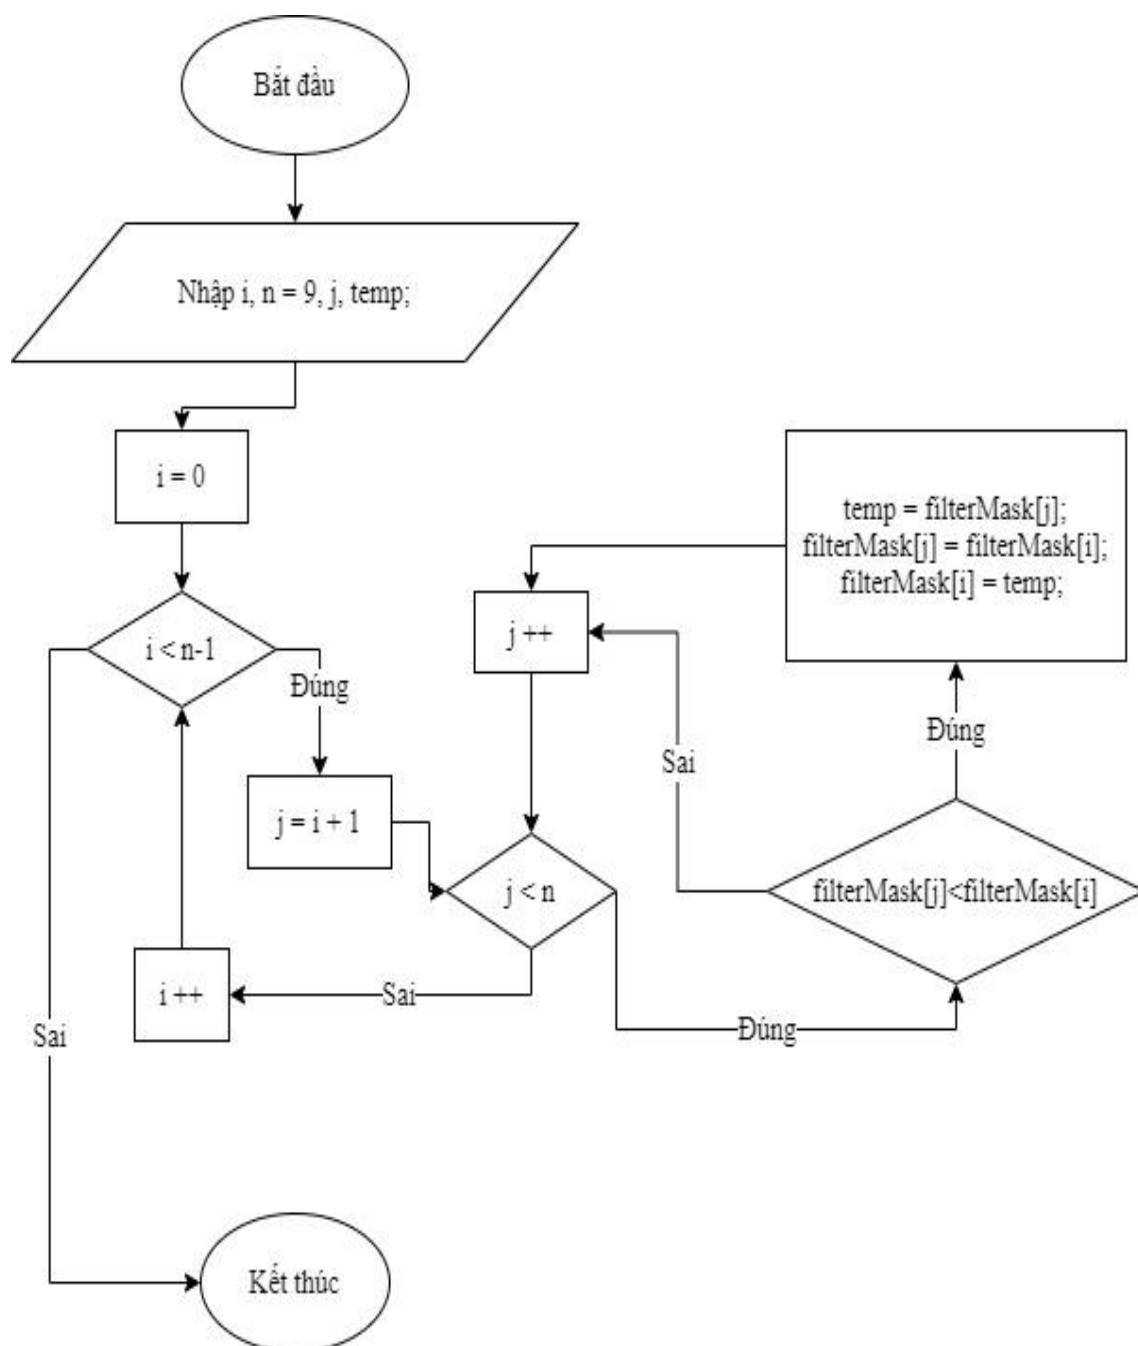 Bắt đầu
Nhập i, n = 9, j, temp;
i = 0
temp = filterMask[j];
filterMask[j] = filterMask[i];
filterMask[i] = temp;
j ++
i < n-1
Đúng
Đúng
Sai
j = i + 1
j < n
filterMask[j]<filterMask[i]
i ++
Sai
Sai
Đúng
Kết thúc